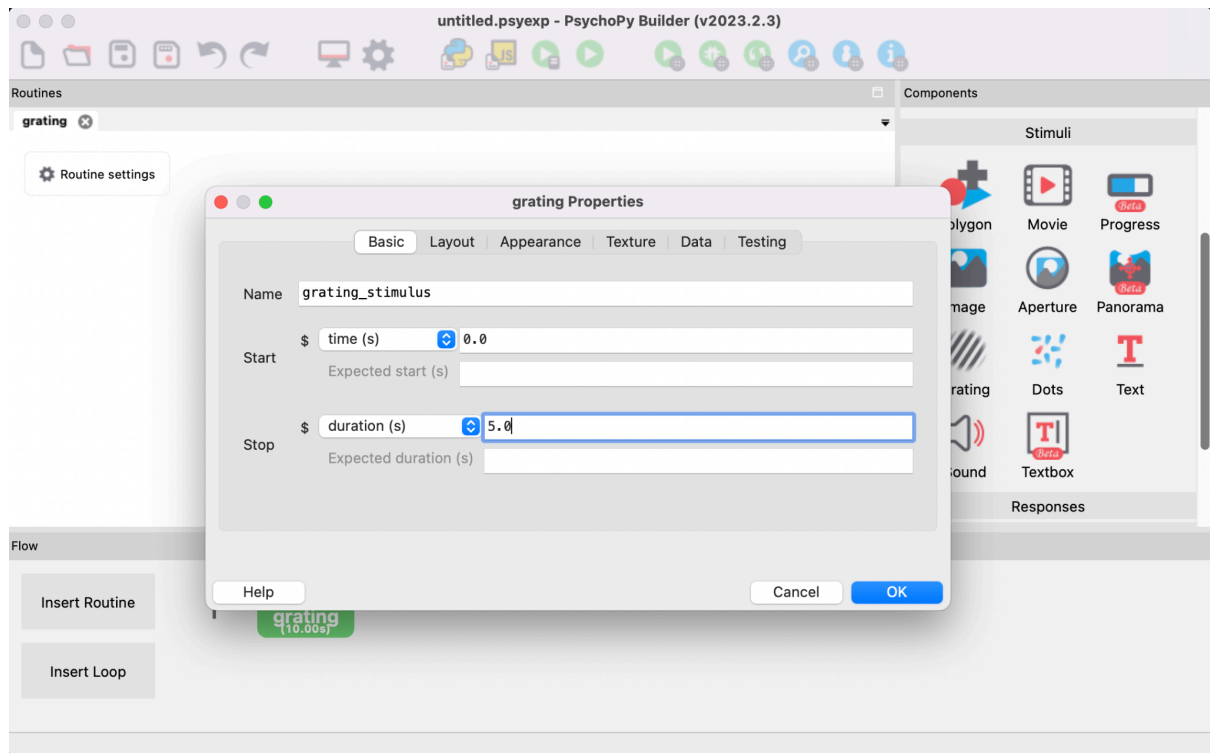 untitled.psyexp - PsychoPy Builder (v2023.2.3)
JS
Routines
Components
grating
Stimuli
Routine settings
grating Properties
olygon
Movie
Beta
Progress
Basic Layout Appearance Texture Data Testing
Name grating_stimulus
mage
Aperture
Beta
Panorama
Start
$ time (s) 0.0
Expected start (s)
rating
Dots
Text
Stop
$ duration (s) 5.0
Expected duration (s)
ound
Beta
Textbox
Responses
Flow
Help
Cancel
OK
Insert Routine
grating
(10.00s)
Insert Loop